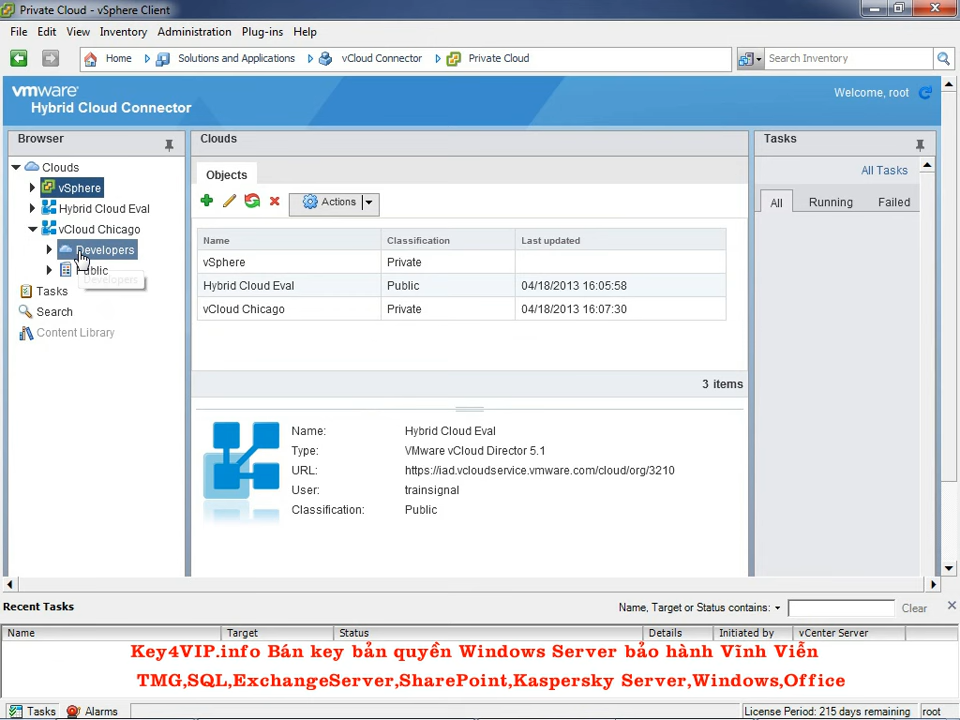 Private Cloud - vSphere Client
File Edit View Inventory Administration Plug-ins Help
Home Solutions and Applications vCloud Connector Private Cloud Search Inventory
vmware
Hybrid Cloud Connector
Welcome, root
Browser
Clouds
vSphere
Hybrid Cloud Eval
vCloud Chicago
Developers
Public
Developers
Tasks
Search
Content Library
Clouds
Objects
Actions
Name Classification Last updated
vSphere Private
Hybrid Cloud Eval Public 04/18/2013 16:05:58
vCloud Chicago Private 04/18/2013 16:07:30
3 items
Name: Hybrid Cloud Eval
Type: VMware vCloud Director 5.1
URL: https://iad.vcloudservice.vmware.com/cloud/org/3210
User: trainsignal
Classification: Public
Tasks
All Tasks
All Running Failed
Recent Tasks Name, Target or Status contains: Clear
Name Target Status Details Initiated by vCenter Server
Key4VIP.info Bán key bản quyền Windows Server bảo hành Vĩnh Viễn
TMG,SQL,ExchangeServer,SharePoint,Kaspersky Server,Windows,Office
Tasks Alarms License Period: 215 days remaining root